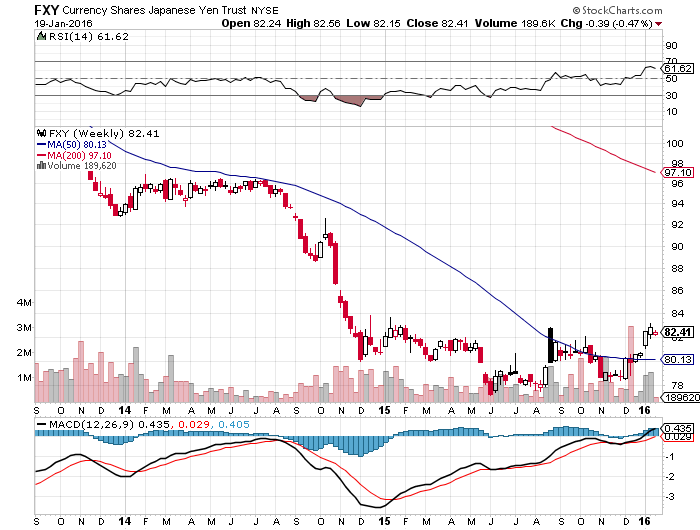 FXY Currency Shares Japanese Yen Trust NYSE
© StockCharts.com
19-Jan-2016
Open 82.24 High 82.56 Low 82.15 Close 82.41 Volume 189.6K Chg -0.39 (-0.47%)
RSI(14) 61.62
90
70
61.62
50
30
10
FXY (Weekly) 82.41
MA(50) 80.13
MA(200) 97.10
Volume 189,620
100
98
97.10
96
94
92
90
88
86
84
82.41
82
80.13
78
189620
4M
3M
2M
1M
S O N D 14 F M A M J J A S O N D 15 F M A M J J A S O N D 16
MACD(12,26,9) 0.435, 0.029, 0.405
0.435
0.029
-1
-2
-3
S O N D 14 F M A M J J A S O N D 15 F M A M J J A S O N D 16